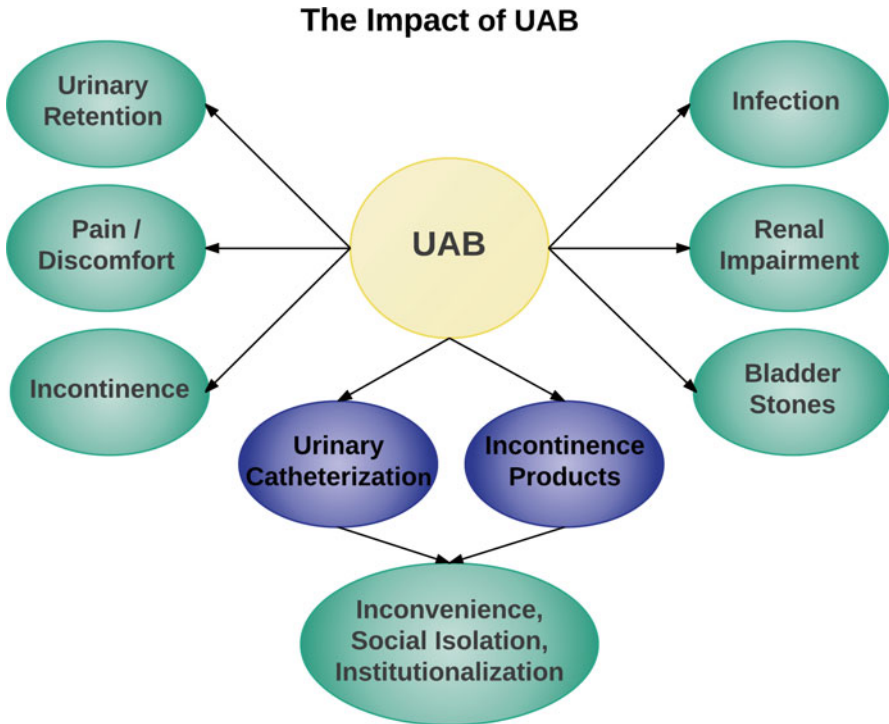 The Impact of UAB
Urinary
Retention
Infection
Pain /
Discomfort
UAB
Renal
Impairment
Incontinence
Bladder
Stones
Urinary
Catheterization
Incontinence
Products
Inconvenience,
Social Isolation,
Institutionalization